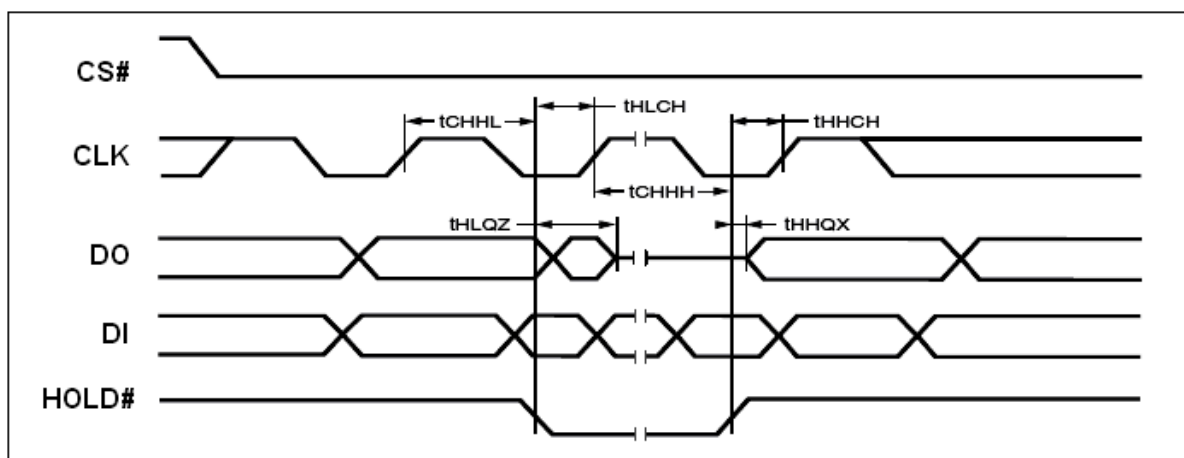 CS#
tHLCH
tCHHL
tHHCH
CLK
tCHHH
tHLQZ
tHHQX
DO
DI
HOLD#